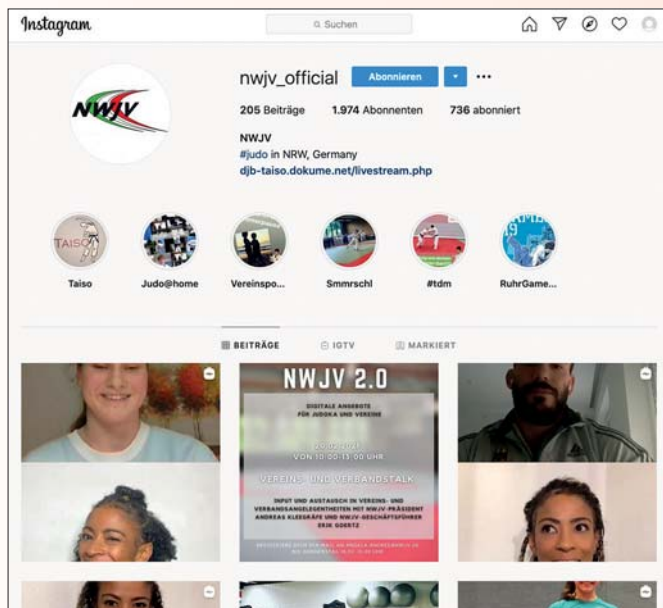 Instagram
Suchen
NWJV
nwjv_official
Abonnieren
205 Beiträge 1.974 Abonnenten 736 abonniert
NWJV
#judo in NRW, Germany
djb-taiso.dokume.net/livestream.php
TAISO
Taiso Judo@home Vereinspo... Smmrschl #tdm RuhrGame...
BEITRÄGE IGTV MARKIERT
NWJV 2.0
DIGITALE ANGEBOTE
FÜR JUDOKA UND VEREINE
VON 10:00-13:00 UHR
VEREINS- UND VERBANDSTALK
INPUT UND AUSTAUSCH IN VEREINS- UND
VERBANDSANGELEGENHEITEN MIT NWJV-PRÄSIDENT
ANDREAS KLEEGRÄFE UND NWJV-GESCHÄFTSFÜHRER
ERIK GOERTZ